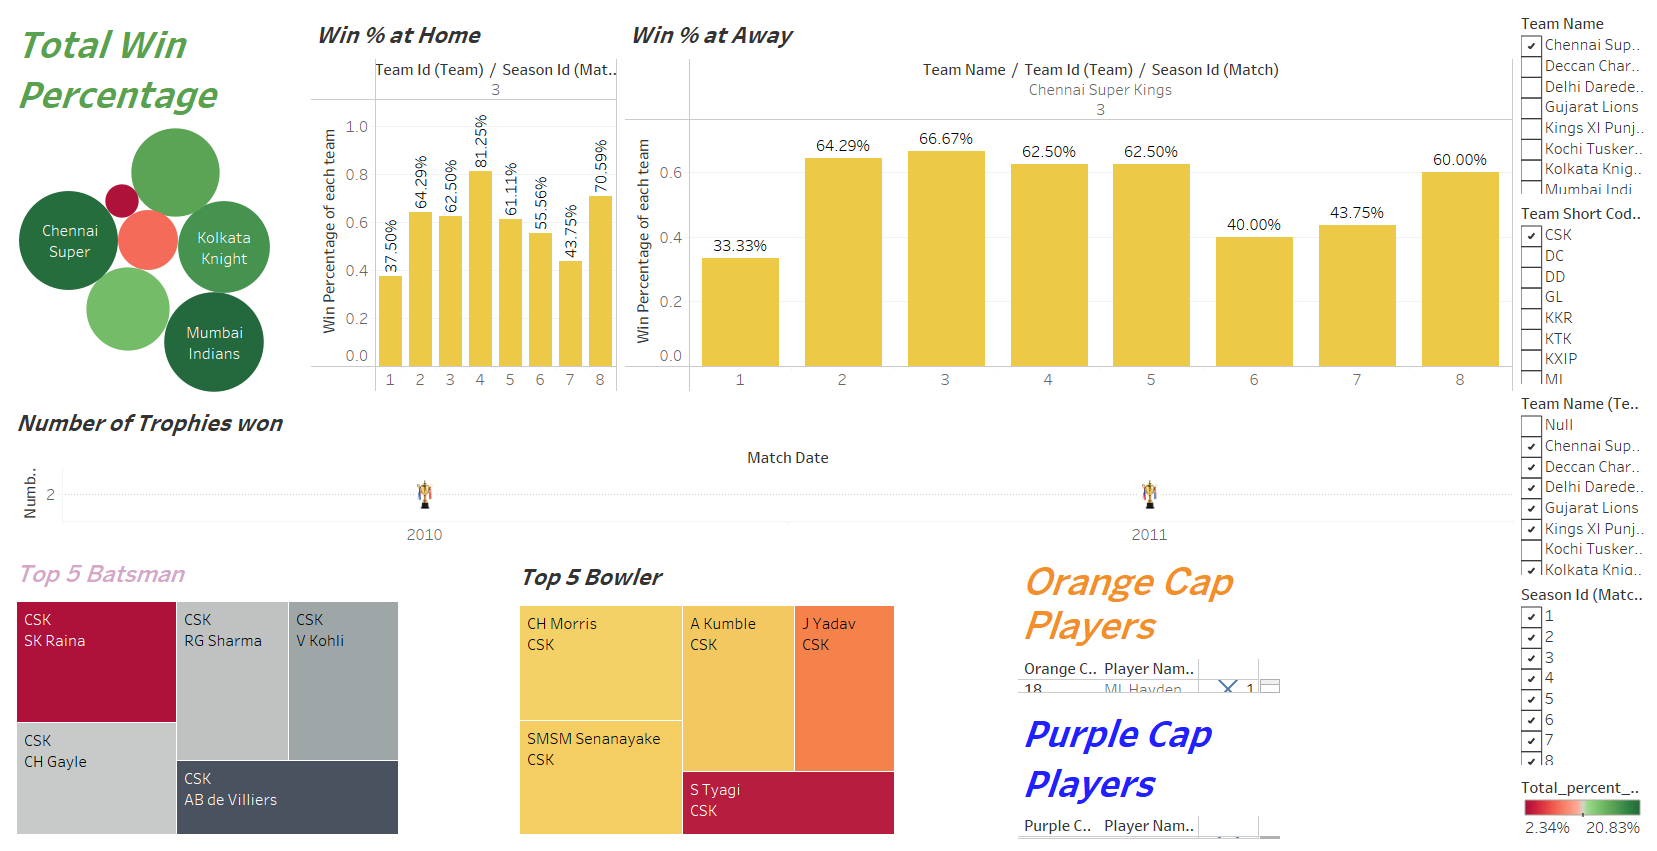 Total Win
Percentage
Chennai
Super
Kolkata
Knight
Mumbai
Indians
Win % at Home
Team Id (Team) / Season Id (Mat..
3
Win Percentage of each team
1.0
0.8
0.6
0.4
0.2
0.0
37.50%
64.29%
62.50%
81.25%
61.11%
55.56%
43.75%
70.59%
1 2 3 4 5 6 7 8
Win % at Away
Team Name / Team Id (Team) / Season Id (Match)
Chennai Super Kings
3
Win Percentage of each team
0.6
0.4
0.2
0.0
33.33%
64.29%
66.67%
62.50%
62.50%
40.00%
43.75%
60.00%
1 2 3 4 5 6 7 8
Number of Trophies won
Match Date
Numb..
2
2010
2011
Top 5 Batsman
CSK
SK Raina
CSK
CH Gayle
CSK
RG Sharma
CSK
V Kohli
CSK
AB de Villiers
Top 5 Bowler
CH Morris
CSK
SMSM Senanayake
CSK
A Kumble
CSK
J Yadav
CSK
S Tyagi
CSK
Orange Cap
Players
Orange C.. Player Nam..
18 ML Hayden 1
Purple Cap
Players
Purple C.. Player Nam..
Team Name
Chennai Sup..
Deccan Char..
Delhi Darede..
Gujarat Lions
Kings XI Punj..
Kochi Tusker..
Kolkata Knig..
Mumbai Indi
Team Short Cod..
CSK
DC
DD
GL
KKR
KTK
KXIP
MI
Team Name (Te..
Null
Chennai Sup..
Deccan Char..
Delhi Darede..
Gujarat Lions
Kings XI Punj..
Kochi Tusker..
Kolkata Knig..
Season Id (Matc..
1
2
3
4
5
6
7
8
Total_percent_..
2.34% 20.83%